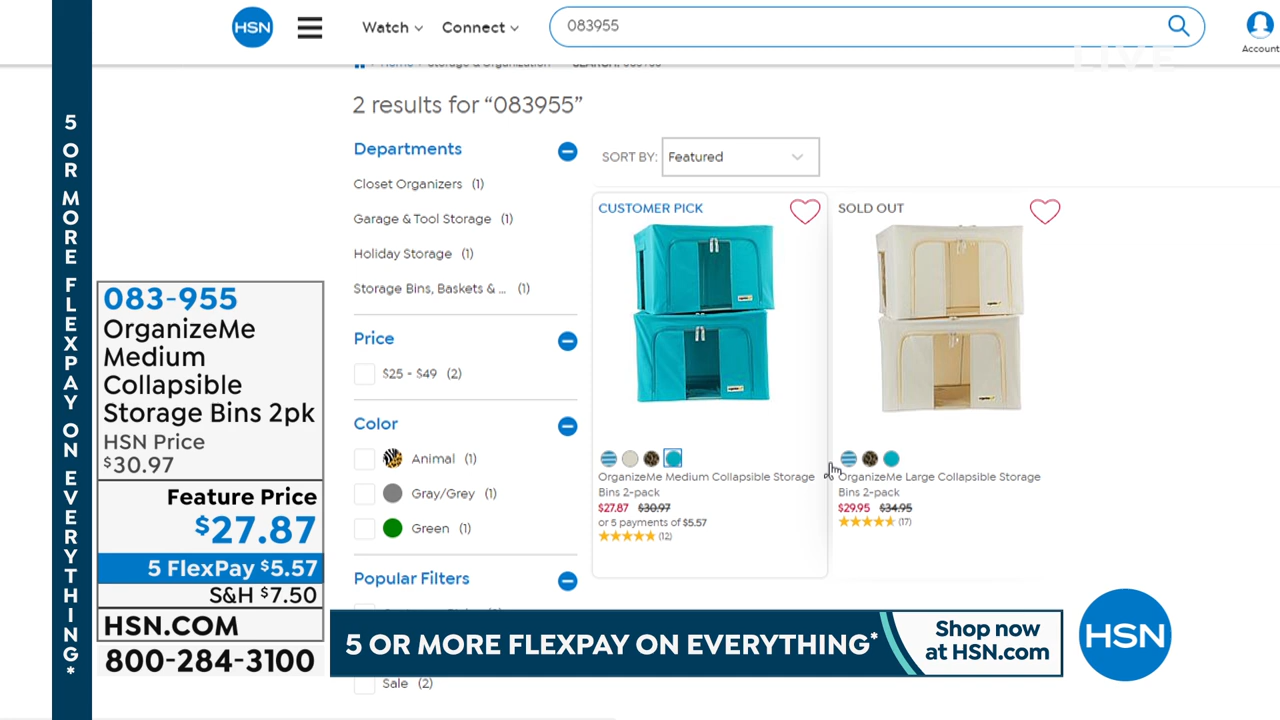 HSN
Watch
Connect
083955
Account
LIVE
Home
Storage & Organization
2 results for “083955”
Departments
Closet Organizers (1)
Garage & Tool Storage (1)
Holiday Storage (1)
Storage Bins, Baskets & ... (1)
Price
$25 - $49 (2)
Color
Animal (1)
Gray/Grey (1)
Green (1)
Popular Filters
Sale (2)
SORT BY: Featured
CUSTOMER PICK
OrganizeMe Medium Collapsible Storage
Bins 2-pack
$27.87 $30.97
or 5 payments of $5.57
(12)
SOLD OUT
OrganizeMe Large Collapsible Storage
Bins 2-pack
$29.95 $34.95
(17)
5 OR MORE FLEXPAY ON EVERYTHING*
083-955
OrganizeMe
Medium
Collapsible
Storage Bins 2pk
HSN Price
$30.97
Feature Price
$27.87
5 FlexPay $5.57
S&H $7.50
HSN.COM
800-284-3100
5 OR MORE FLEXPAY ON EVERYTHING*
Shop now
at HSN.com
HSN